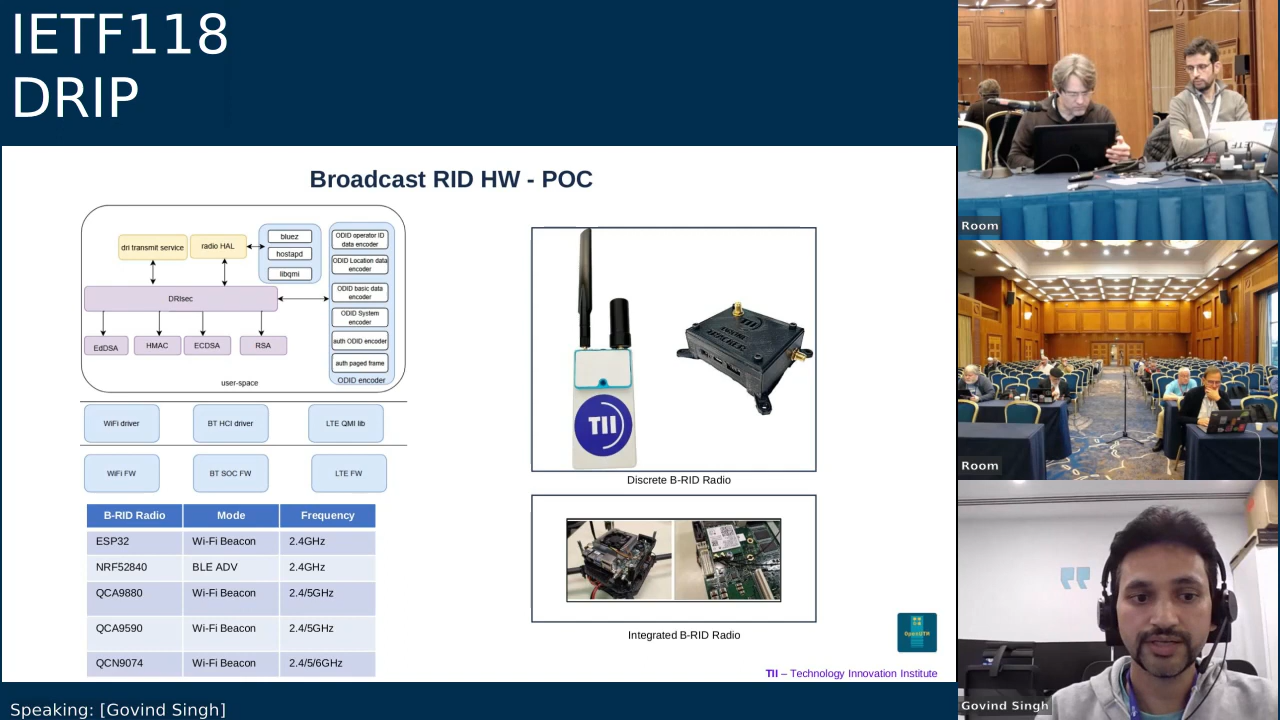 IETF118
DRIP
Broadcast RID HW - POC
dri transmit service
radio HAL
bluez
hostapd
libqmi
ODID operator ID
data encoder
ODID Location data
encoder
ODID basic data
encoder
ODID System
encoder
auth ODID encoder
auth paged frame
ODID encoder
DRIsec
EdDSA
HMAC
ECDSA
RSA
user-space
WiFi driver
BT HCI driver
LTE QMI lib
WiFi FW
BT SOC FW
LTE FW
B-RID Radio Mode Frequency
ESP32 Wi-Fi Beacon 2.4GHz
NRF52840 BLE ADV 2.4GHz
QCA9880 Wi-Fi Beacon 2.4/5GHz
QCA9590 Wi-Fi Beacon 2.4/5GHz
QCN9074 Wi-Fi Beacon 2.4/5/6GHz
TII
TII
Discrete B-RID Radio
Integrated B-RID Radio
OpenUTM
TII – Technology Innovation Institute
Speaking: [Govind Singh]
IETF
Room
Room
Govind Singh